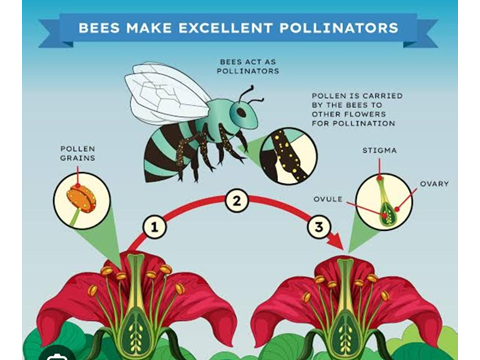 BEES MAKE EXCELLENT POLLINATORS
BEES ACT AS
POLLINATORS
POLLEN IS CARRIED
BY THE BEES TO
OTHER FLOWERS
FOR POLLINATION
POLLEN
GRAINS
STIGMA
OVARY
OVULE
1
2
3